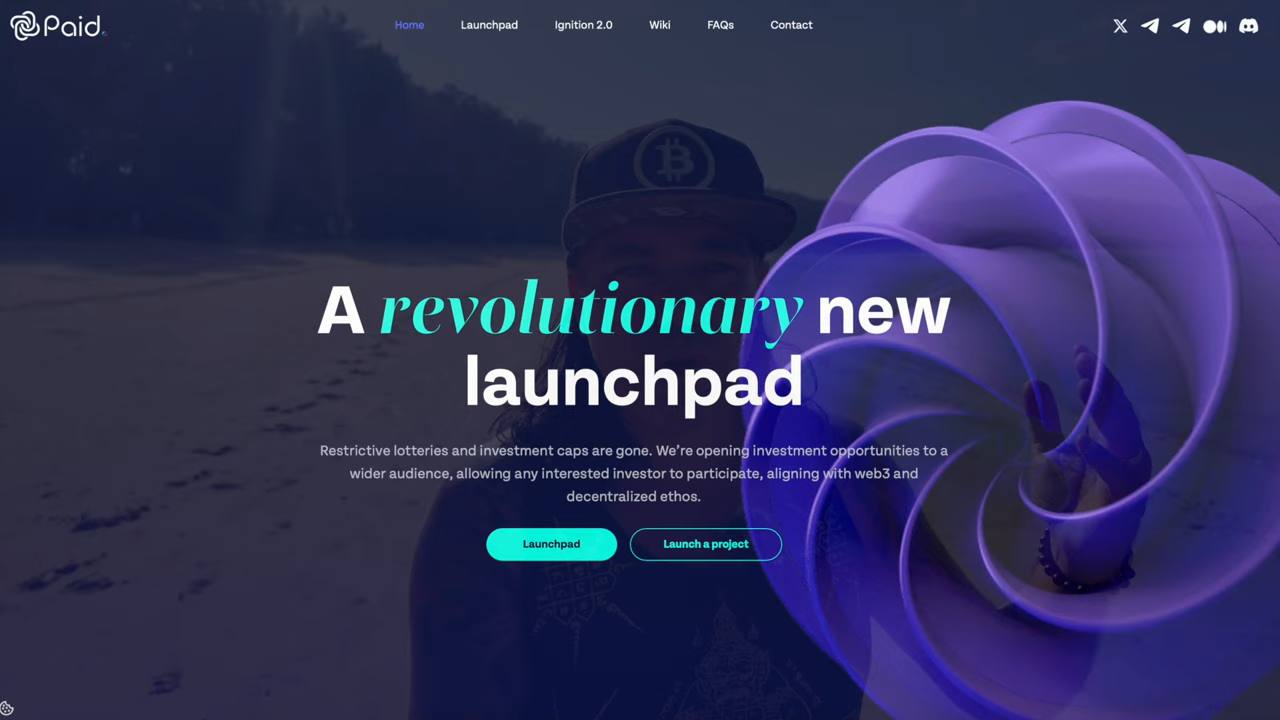 Paid.
Home Launchpad Ignition 2.0 Wiki FAQs Contact
A revolutionary new
launchpad
Restrictive lotteries and investment caps are gone. We’re opening investment opportunities to a
wider audience, allowing any interested investor to participate, aligning with web3 and
decentralized ethos.
Launchpad Launch a project